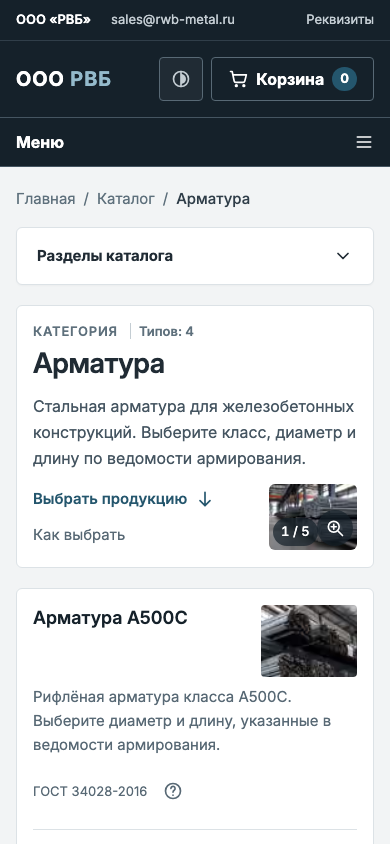 ООО «РВБ» sales@rwb-metal.ru Реквизиты
ООО РВБ Корзина 0
Меню
Главная / Каталог / Арматура
Разделы каталога
КАТЕГОРИЯ Типов: 4
Арматура
Стальная арматура для железобетонных
конструкций. Выберите класс, диаметр и
длину по ведомости армирования.
Выбрать продукцию ↓
1 / 5
Как выбрать
Арматура А500С
Рифлёная арматура класса А500С.
Выберите диаметр и длину, указанные в
ведомости армирования.
ГОСТ 34028-2016 ?